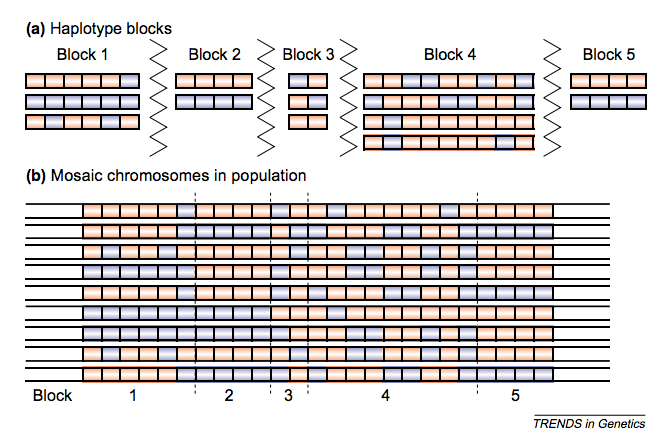 (a) Haplotype blocks
Block 1 Block 2 Block 3 Block 4 Block 5
(b) Mosaic chromosomes in population
Block 1 2 3 4 5
TRENDS in Genetics